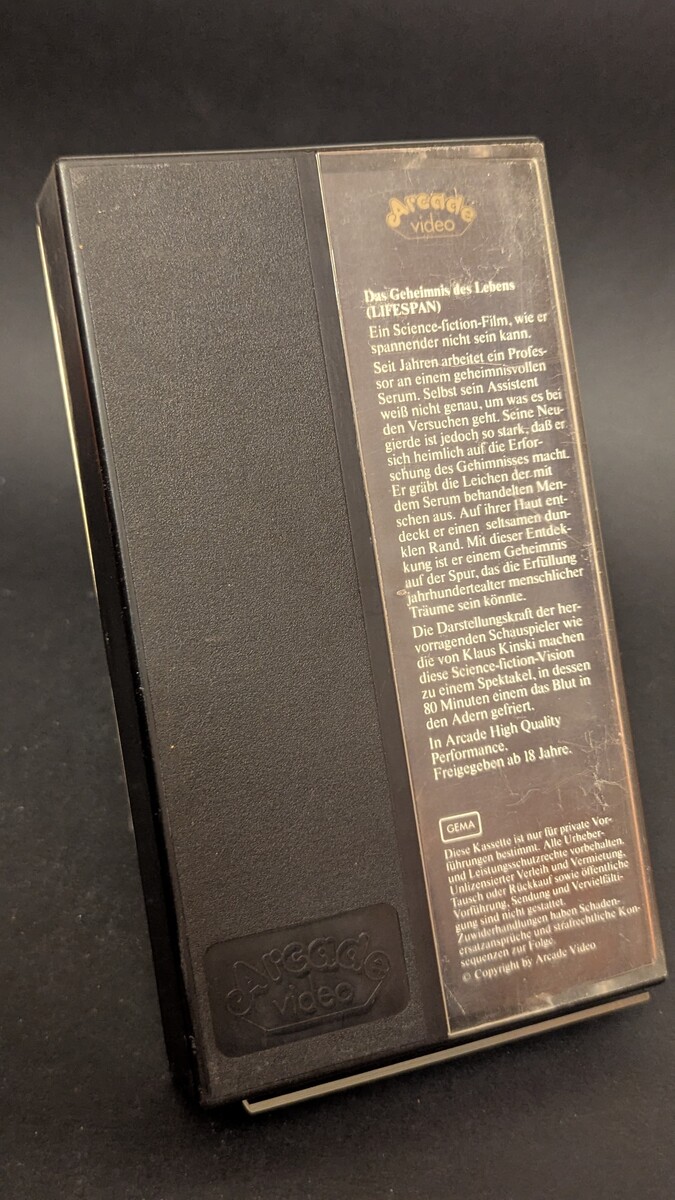 Arcade
video
Das Geheimnis des Lebens
(LIFESPAN)
Ein Science-fiction-Film, wie er
spannender nicht sein kann.
Seit Jahren arbeitet ein Profes-
sor an einem geheimnisvollen
Serum. Selbst sein Assistent
weiß nicht genau, um was es bei
den Versuchen geht. Seine Neu-
gierde ist jedoch so stark, daß er
sich heimlich auf die Erfor-
schung des Gehimnisses macht.
Er gräbt die Leichen der mit
dem Serum behandelten Men-
schen aus. Auf ihrer Haut ent-
deckt er einen seltsamen dun-
klen Rand. Mit dieser Entdek-
kung ist er einem Geheimnis
auf der Spur, das die Erfüllung
jahrhundertealter menschlicher
Träume sein könnte.
Die Darstellungskraft der her-
vorragenden Schauspieler wie
die von Klaus Kinski machen
diese Science-fiction-Vision
zu einem Spektakel, in dessen
80 Minuten einem das Blut in
den Adern gefriert.
In Arcade High Quality
Performance.
Freigegeben ab 18 Jahre.
GEMA
Diese Kassette ist nur für private Vor-
führungen bestimmt. Alle Urheber-
und Leistungsschutzrechte vorbehalten.
Unlizensierter Verleih und Vermietung,
Tausch oder Rückkauf sowie öffentliche
Vorführung, Sendung und Vervielfälti-
gung sind nicht gestattet.
Zuwiderhandlungen haben Schaden-
ersatzansprüche und strafrechtliche Kon-
sequenzen zur Folge.
© Copyright by Arcade Video
Arcade
video